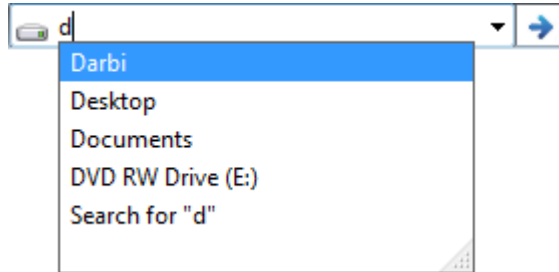 d
Darbi
Desktop
Documents
DVD RW Drive (E:)
Search for "d"